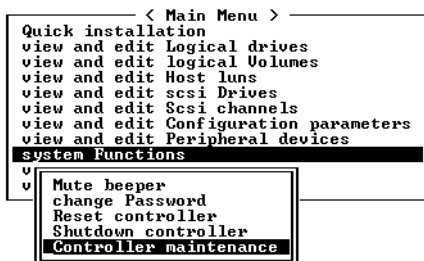 < Main Menu >
Quick installation
view and edit Logical drives
view and edit logical Volumes
view and edit Host luns
view and edit scsi Drives
view and edit Scsi channels
view and edit Configuration parameters
view and edit Peripheral devices
system Functions
v
v
Mute beeper
change Password
Reset controller
Shutdown controller
Controller maintenance